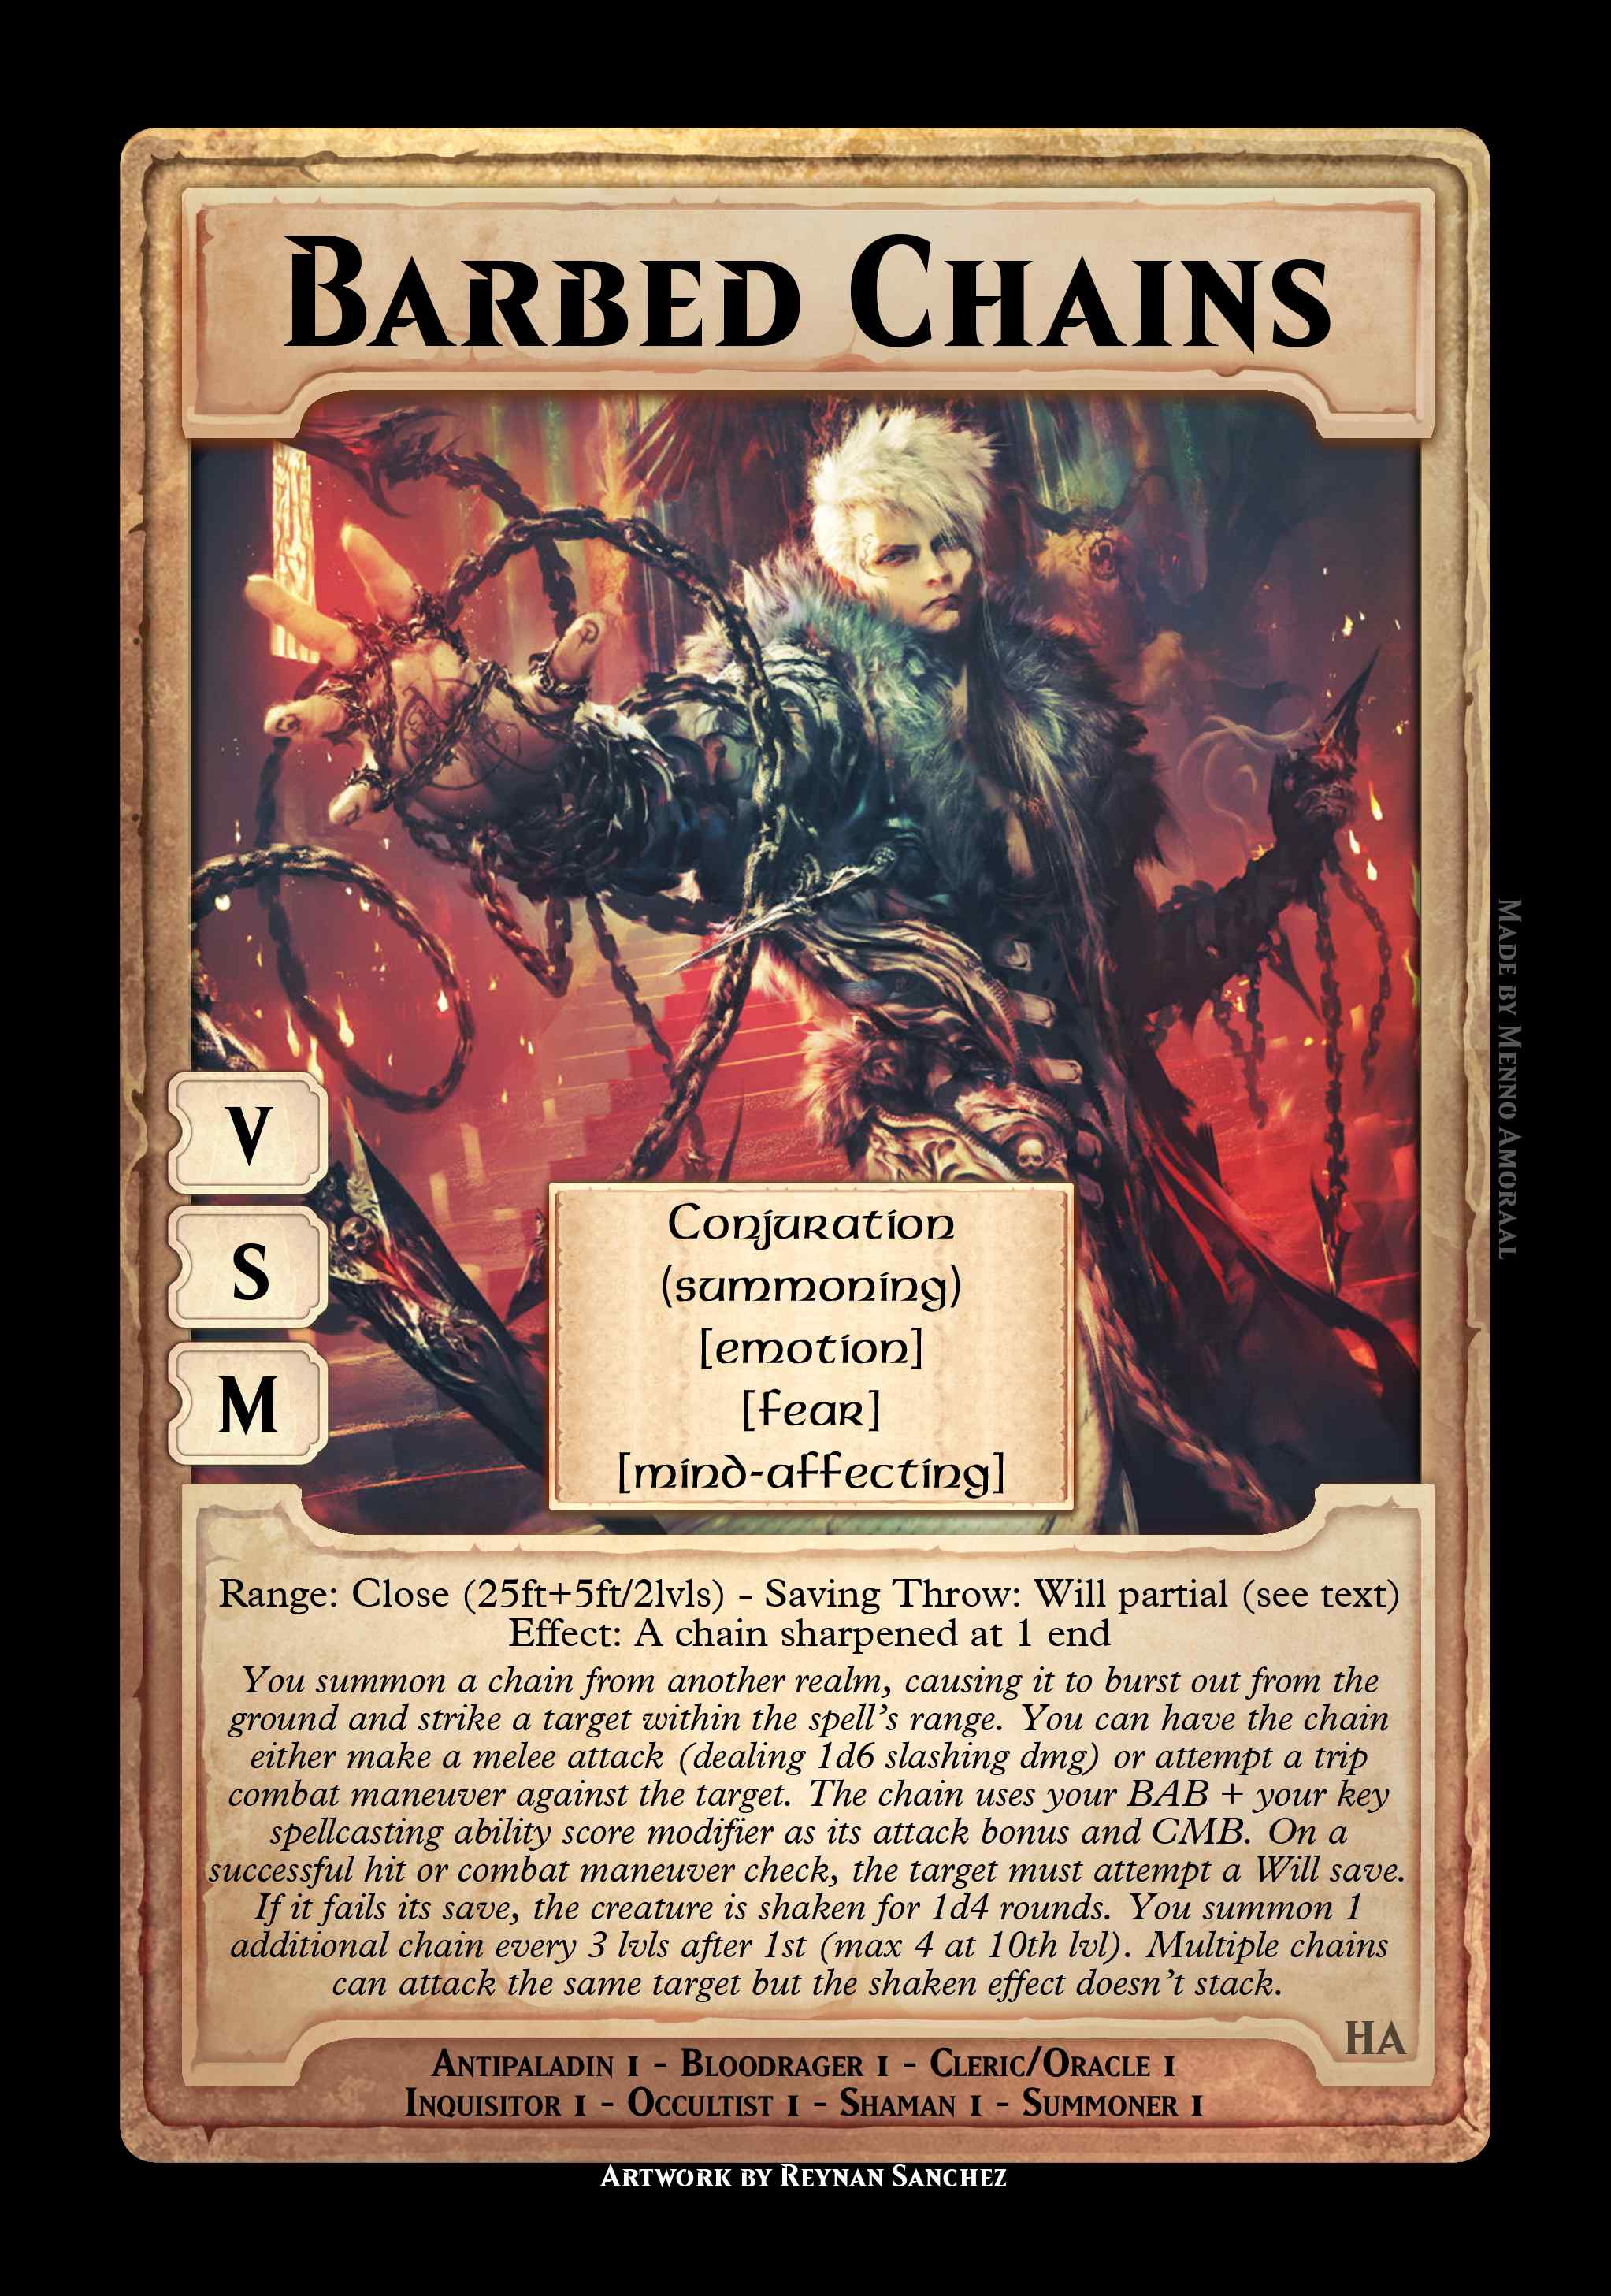 Barbed Chains
V
S
M
Conjuration
(summoning)
[emotion]
[fear]
[mind-affecting]
Range: Close (25ft+5ft/2lvls) - Saving Throw: Will partial (see text)
Effect: A chain sharpened at 1 end
You summon a chain from another realm, causing it to burst out from the
ground and strike a target within the spell’s range. You can have the chain
either make a melee attack (dealing 1d6 slashing dmg) or attempt a trip
combat maneuver against the target. The chain uses your BAB + your key
spellcasting ability score modifier as its attack bonus and CMB. On a
successful hit or combat maneuver check, the target must attempt a Will save.
If it fails its save, the creature is shaken for 1d4 rounds. You summon 1
additional chain every 3 lvls after 1st (max 4 at 10th lvl). Multiple chains
can attack the same target but the shaken effect doesn’t stack.
HA
Antipaladin 1 - Bloodrager 1 - Cleric/Oracle 1
Inquisitor 1 - Occultist 1 - Shaman 1 - Summoner 1
Artwork by Reynan Sanchez
Made by Menno Amoraal